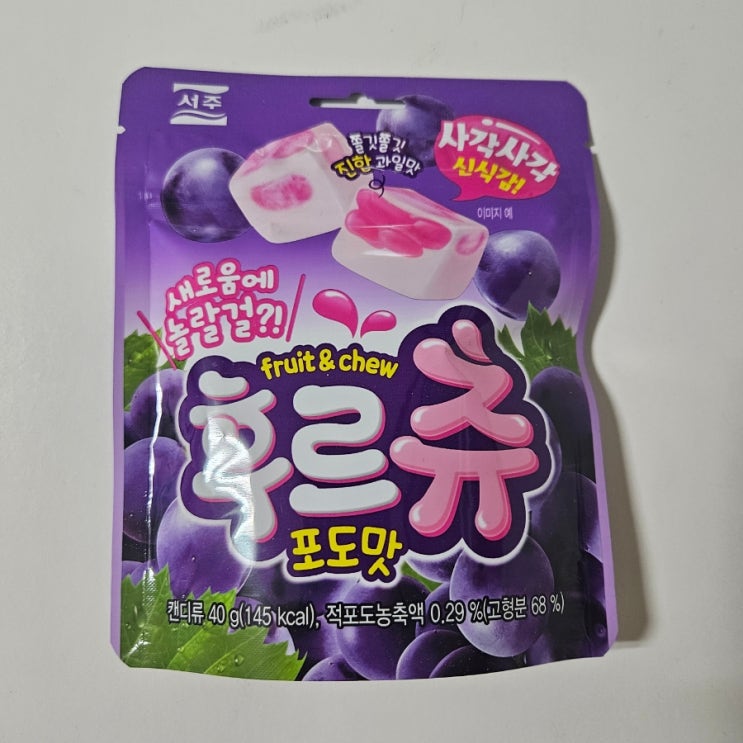 서주
쫄깃쫄깃
진한 과일맛
사각사각
신식감!
이미지 예
새로움에
놀랄걸?!
fruit & chew
후르츄
포도맛
캔디류 40 g(145 kcal), 적포도농축액 0.29 %(고형분 68 %)